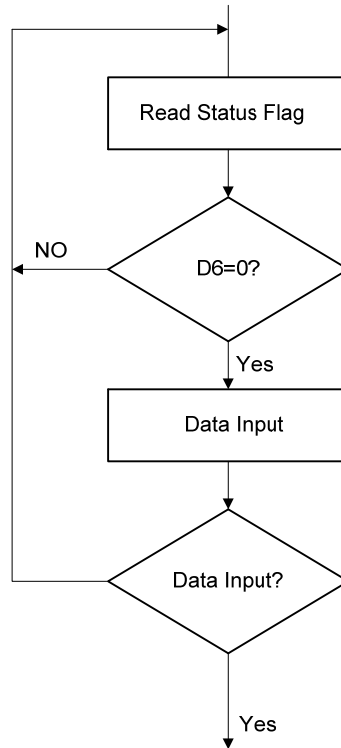 Read Status Flag
NO
D6=0?
Yes
Data Input
Data Input?
Yes